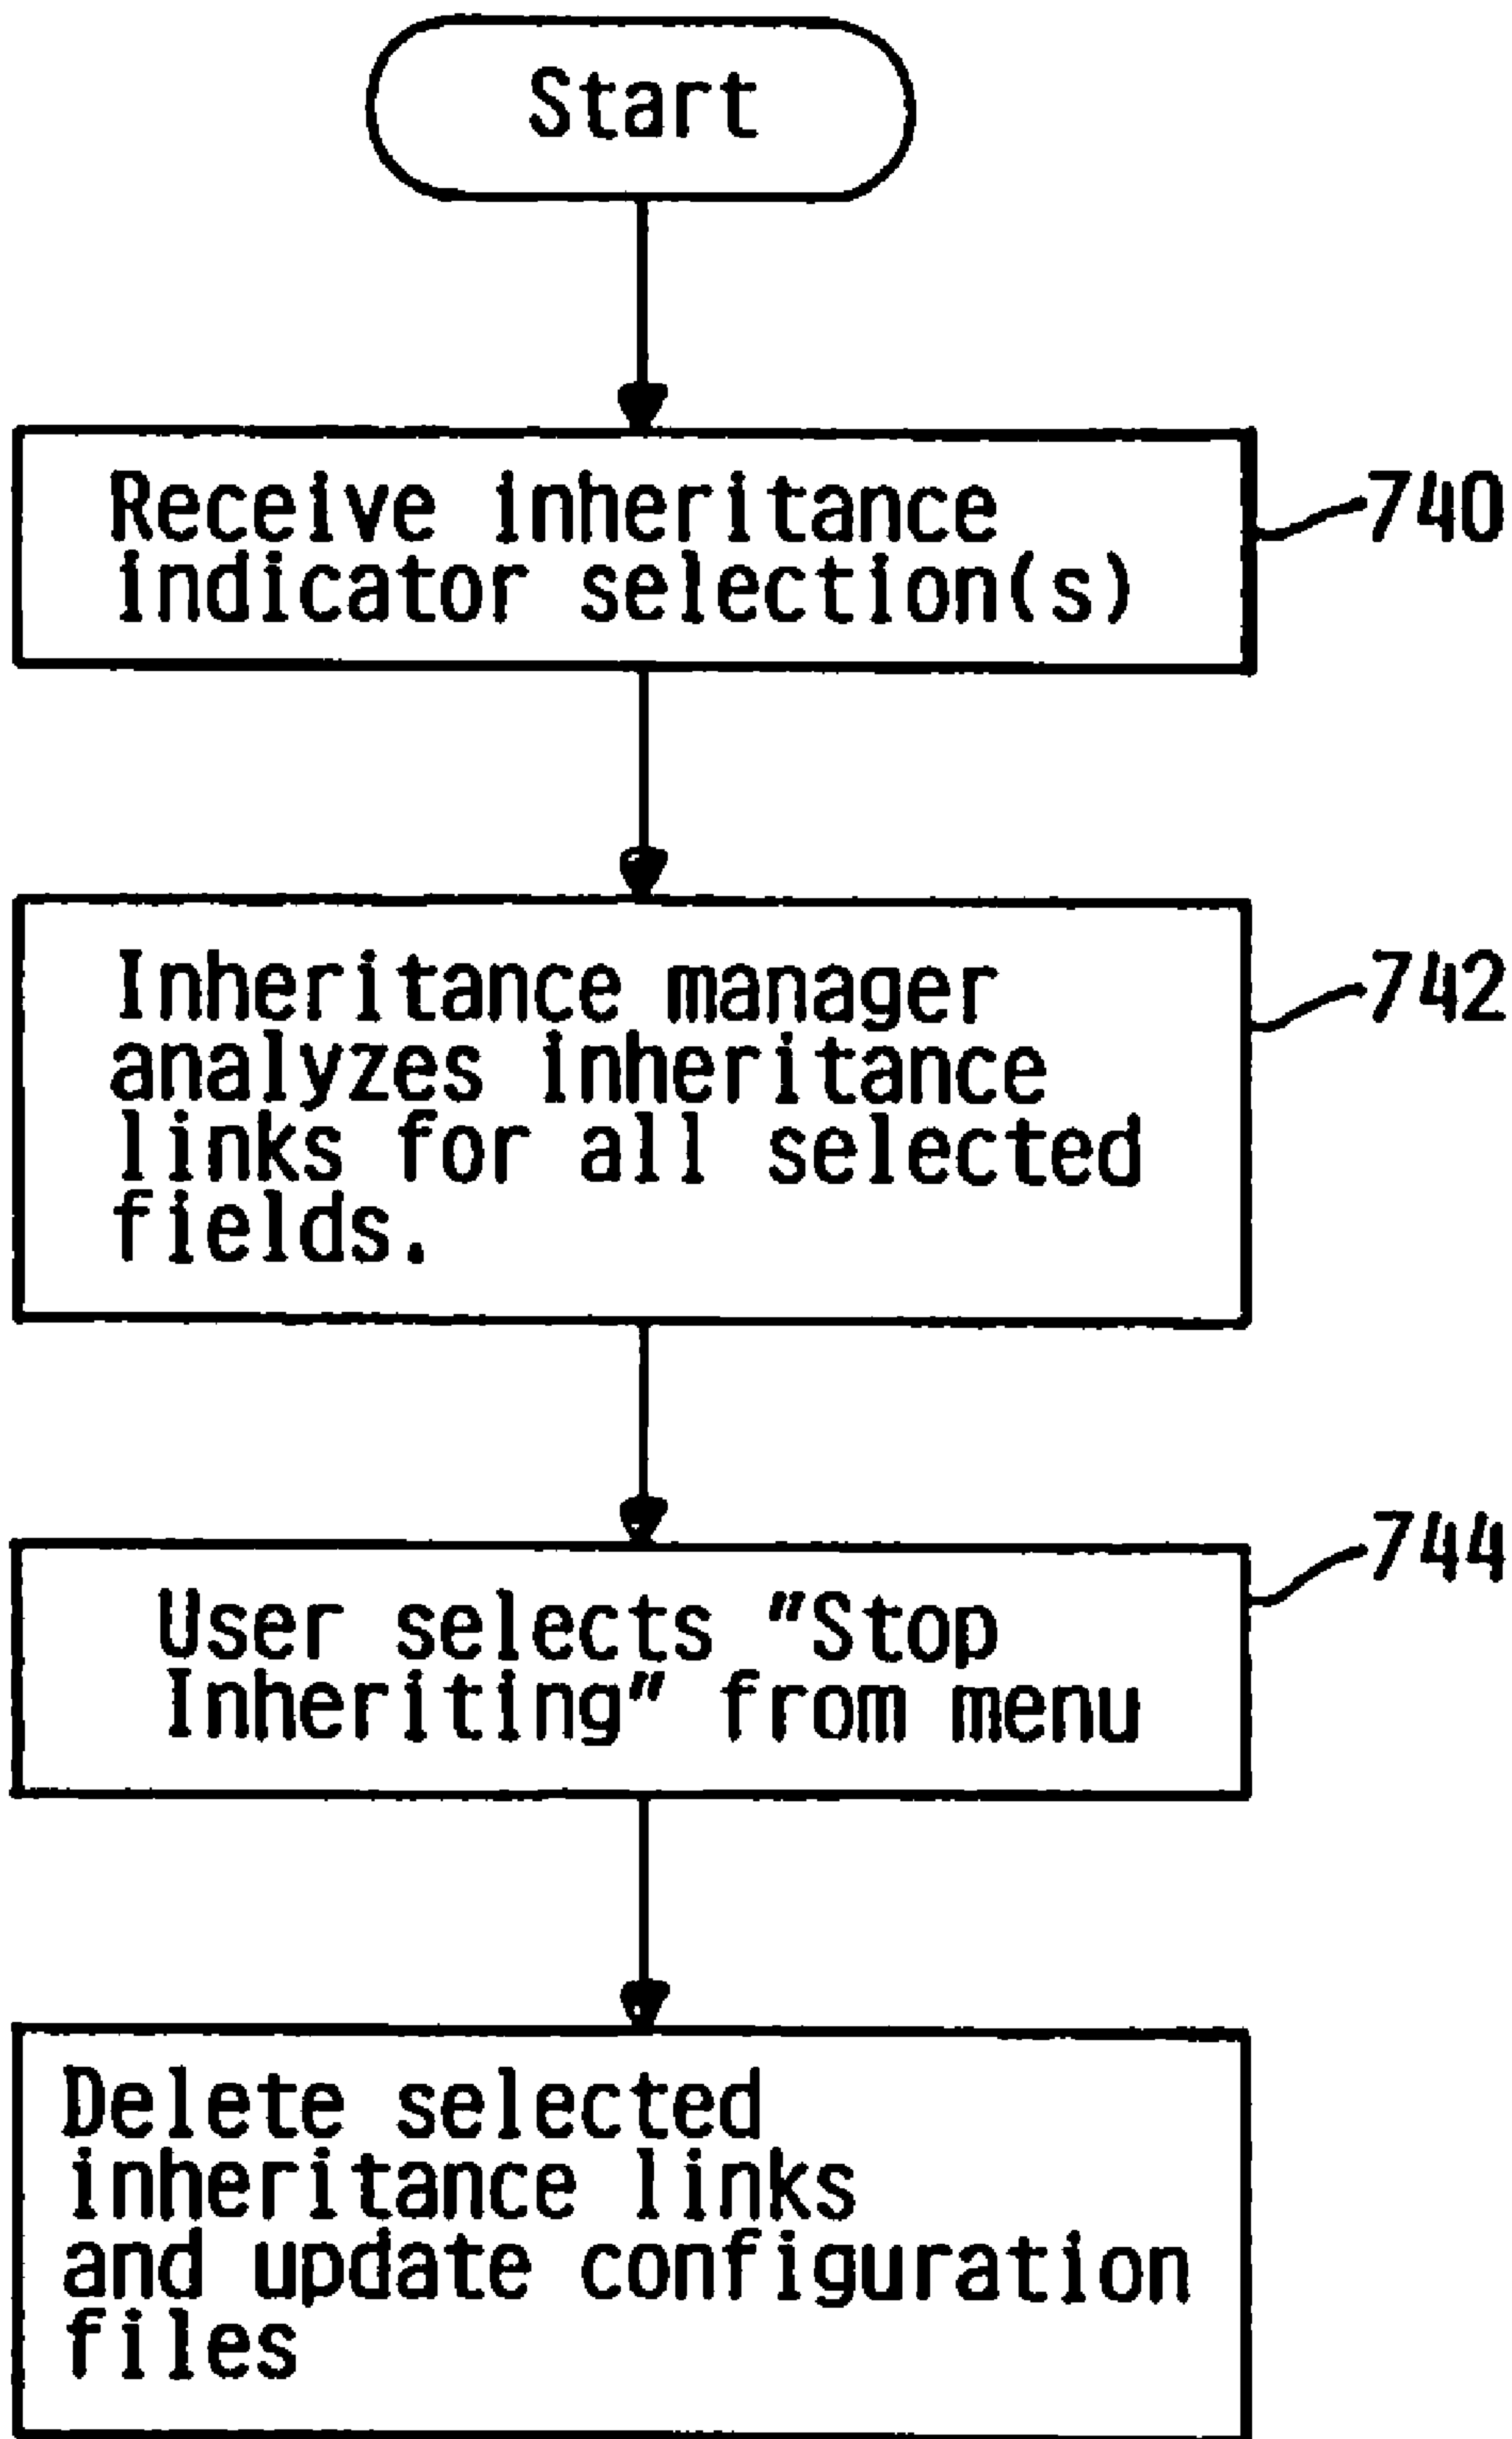 Start
Receive inheritance
indicator selection(s)
740
Inheritance manager
analyzes inheritance
links for all selected
fields.
742
User selects "Stop
Inheriting" from menu
744
Delete selected
inheritance links
and update configuration
files